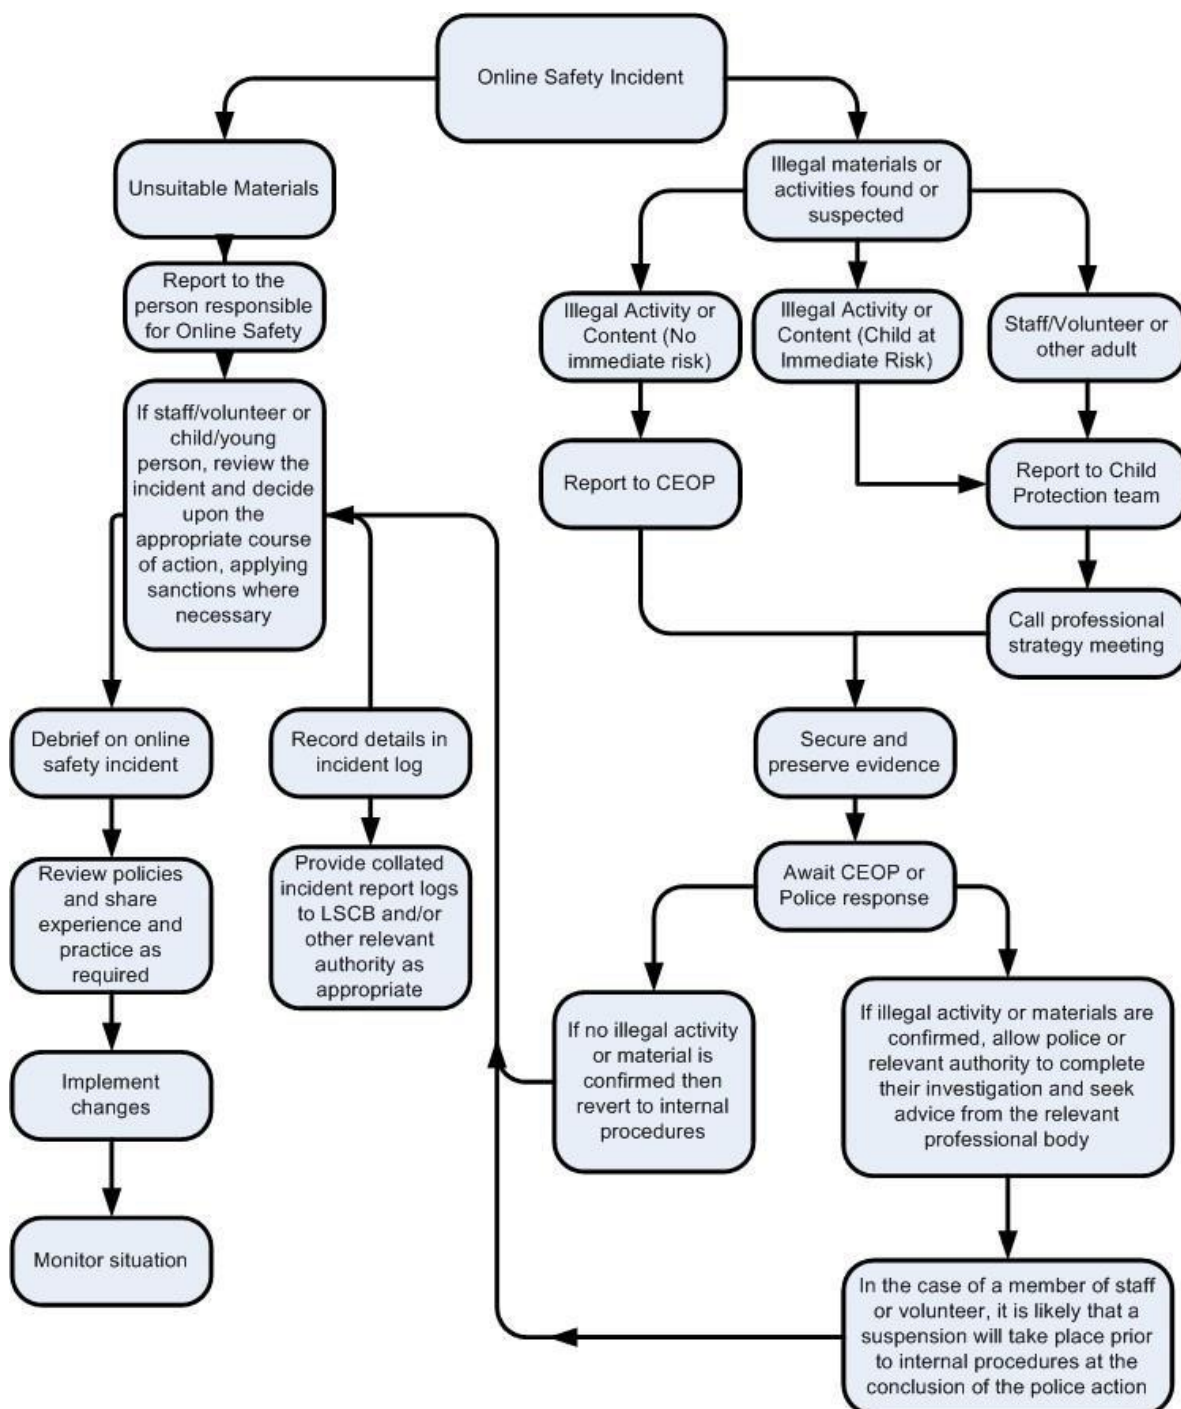 Online Safety Incident
Unsuitable Materials
Report to the
person responsible
for Online Safety
If staff/volunteer or
child/young
person, review the
incident and decide
upon the
appropriate course
of action, applying
sanctions where
necessary
Debrief on online
safety incident
Review policies
and share
experience and
practice as
required
Implement
changes
Monitor situation
Record details in
incident log
Provide collated
incident report logs
to LSCB and/or
other relevant
authority as
appropriate
Illegal materials or
activities found or
suspected
Illegal Activity or
Content (No
immediate risk)
Illegal Activity or
Content (Child at
Immediate Risk)
Staff/Volunteer or
other adult
Report to CEOP
Report to Child
Protection team
Call professional
strategy meeting
Secure and
preserve evidence
Await CEOP or
Police response
If no illegal activity
or material is
confirmed then
revert to internal
procedures
If illegal activity or materials are
confirmed, allow police or
relevant authority to complete
their investigation and seek
advice from the relevant
professional body
In the case of a member of staff
or volunteer, it is likely that a
suspension will take place prior
to internal procedures at the
conclusion of the police action